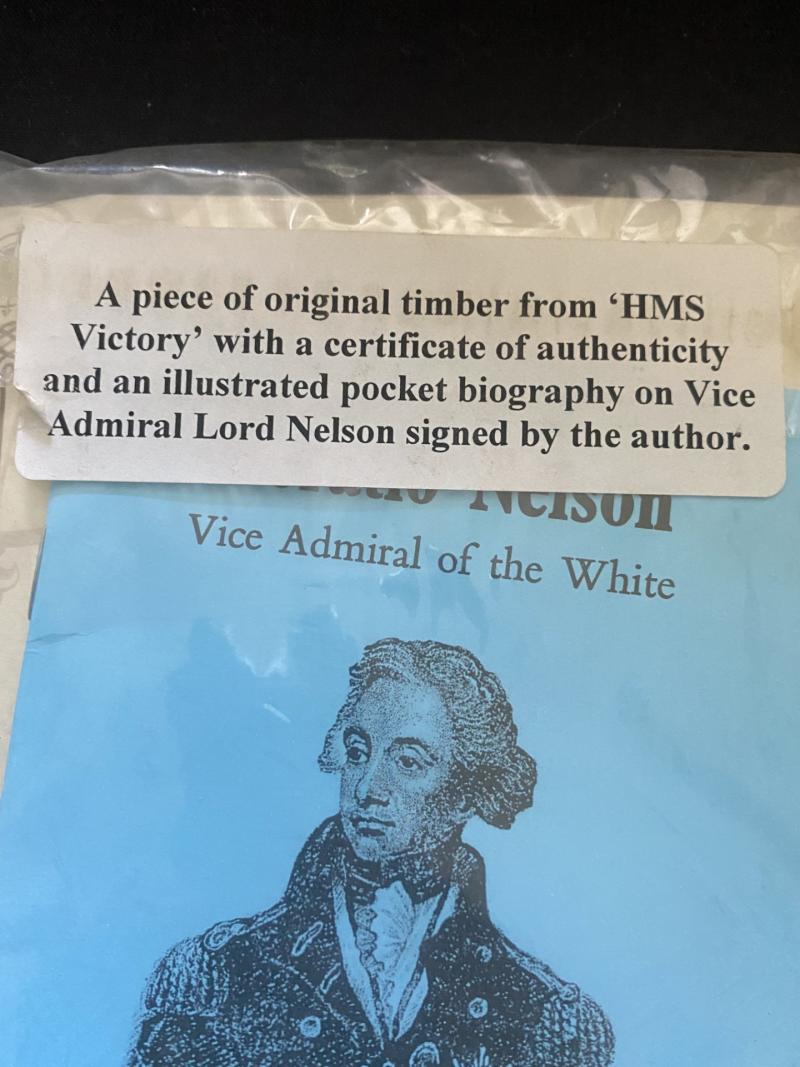 A piece of original timber from ‘HMS
Victory’ with a certificate of authenticity
and an illustrated pocket biography on Vice
Admiral Lord Nelson signed by the author.
Nelson
Vice Admiral of the White